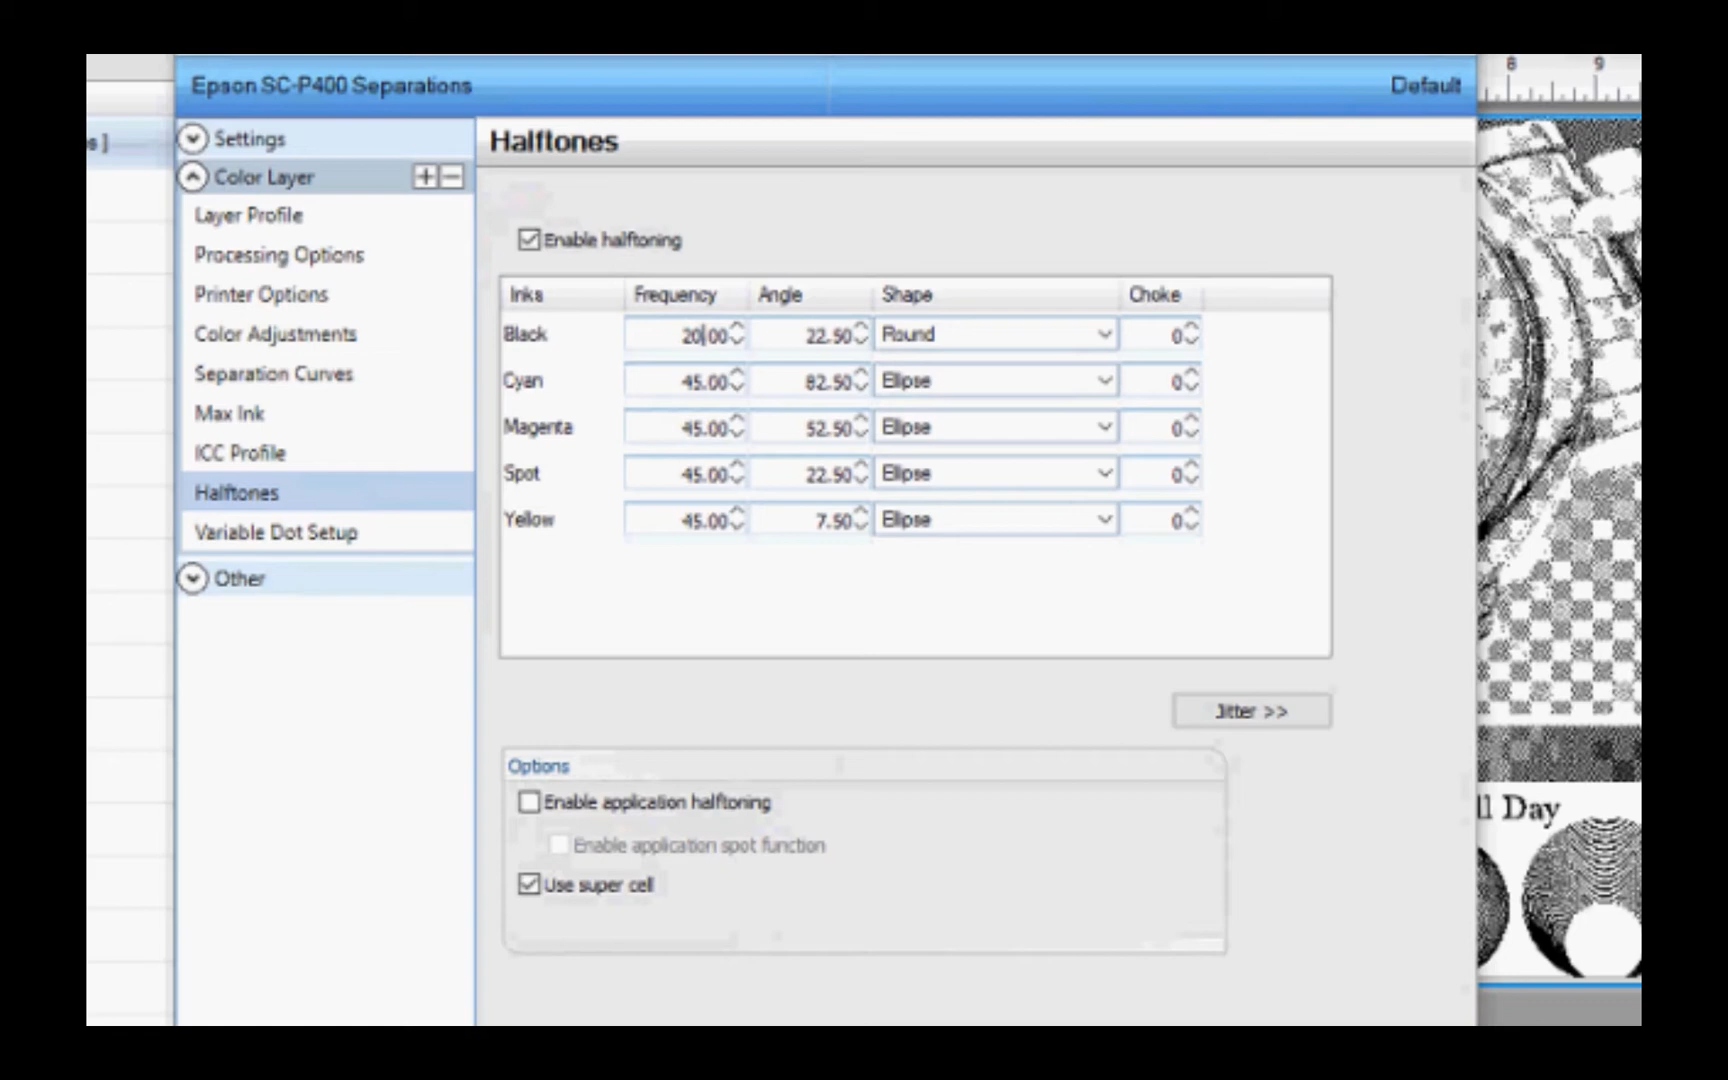 8 9
Epson SC-P400 Separations Default
s ]
Settings
Color Layer
Layer Profile
Processing Options
Printer Options
Color Adjustments
Separation Curves
Max Ink
ICC Profile
Halftones
Variable Dot Setup
Other
Halftones
Enable halftoning
Inks Frequency Angle Shape Choke
Black 20.00 22.50 Round 0
Cyan 45.00 82.50 Ellipse 0
Magenta 45.00 52.50 Ellipse 0
Spot 45.00 22.50 Ellipse 0
Yellow 45.00 7.50 Ellipse 0
Jitter >>
Options
Enable application halftoning
Enable application spot function
Use super cell
ll Day